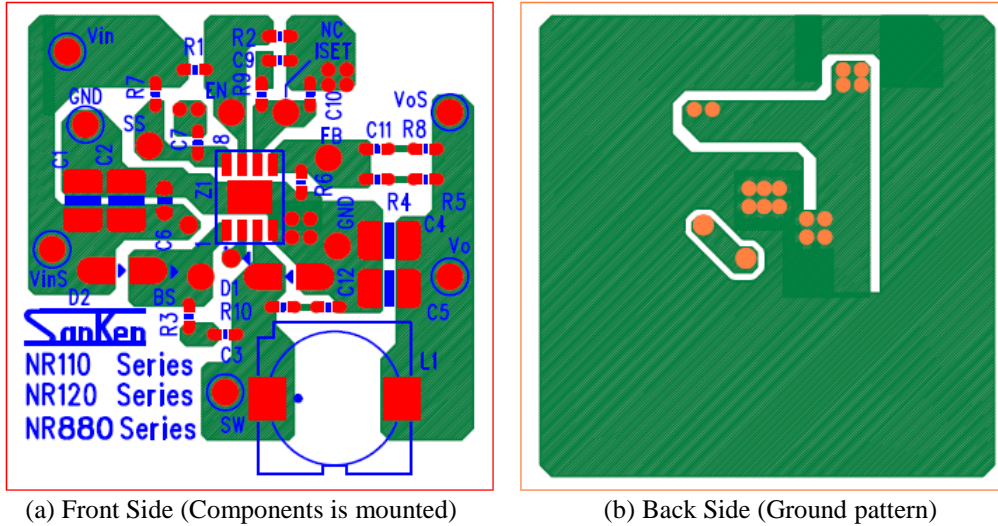 Vin
R1
R2
NC
C9
ISET
R7
EN
R9
C10
GND
VoS
SS
C7
8
FB
C11
R8
C1
C2
Z1
R6
R4
R5
C6
1
GND
C4
VinS
Vo
D2
BS
D1
C12
C5
R3
R10
SanKen
C3
L1
NR110 Series
NR120 Series
NR880 Series
SW
(a) Front Side (Components is mounted)
(b) Back Side (Ground pattern)